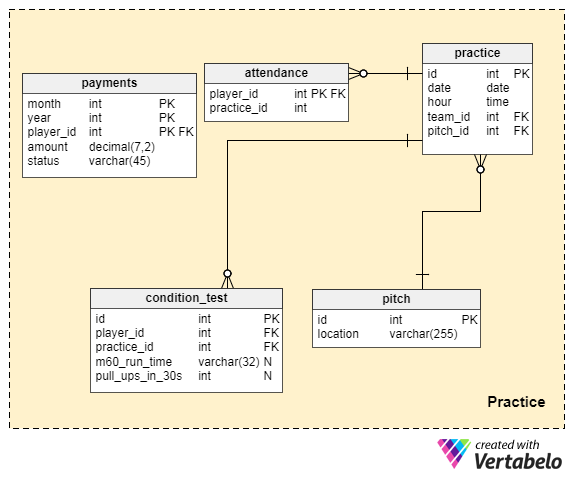 payments
month int PK
year int PK
player_id int PK FK
amount decimal(7,2)
status varchar(45)
attendance
player_id int PK FK
practice_id int
practice
id int PK
date date
hour time
team_id int FK
pitch_id int FK
condition_test
id int PK
player_id int FK
practice_id int FK
m60_run_time varchar(32) N
pull_ups_in_30s int N
pitch
id int PK
location varchar(255)
Practice
created with
Vertabelo